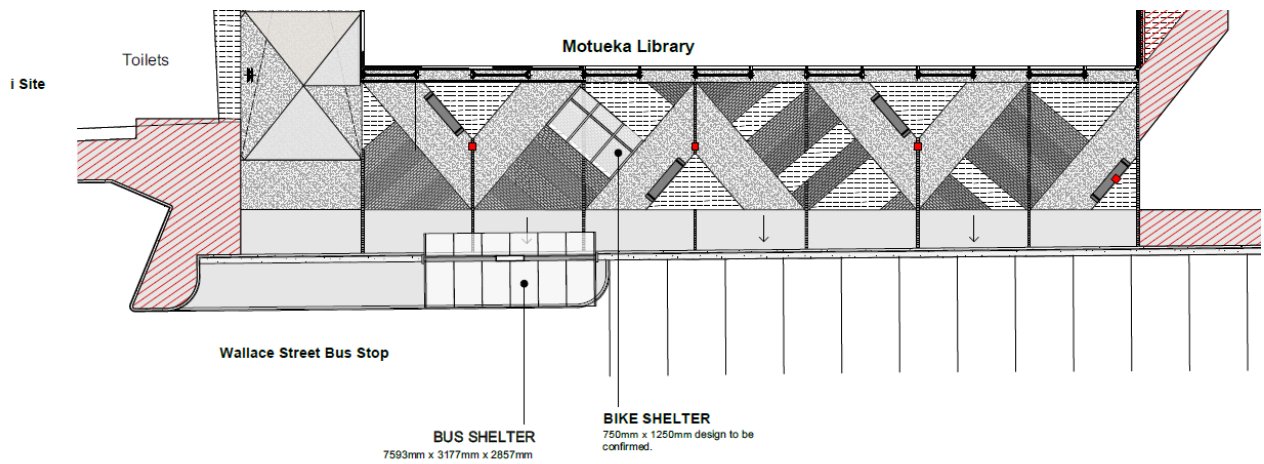 Motueka Library
Toilets
i Site
Wallace Street Bus Stop
BUS SHELTER
7593mm x 3177mm x 2857mm
BIKE SHELTER
750mm x 1250mm design to be
confirmed.